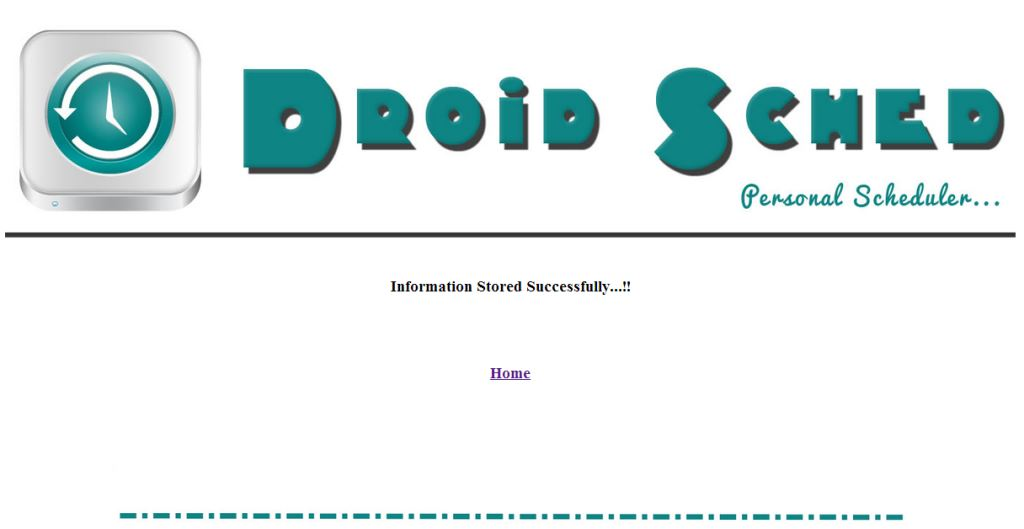 Droid Sched
Personal Scheduler...
Information Stored Successfully...!!
Home